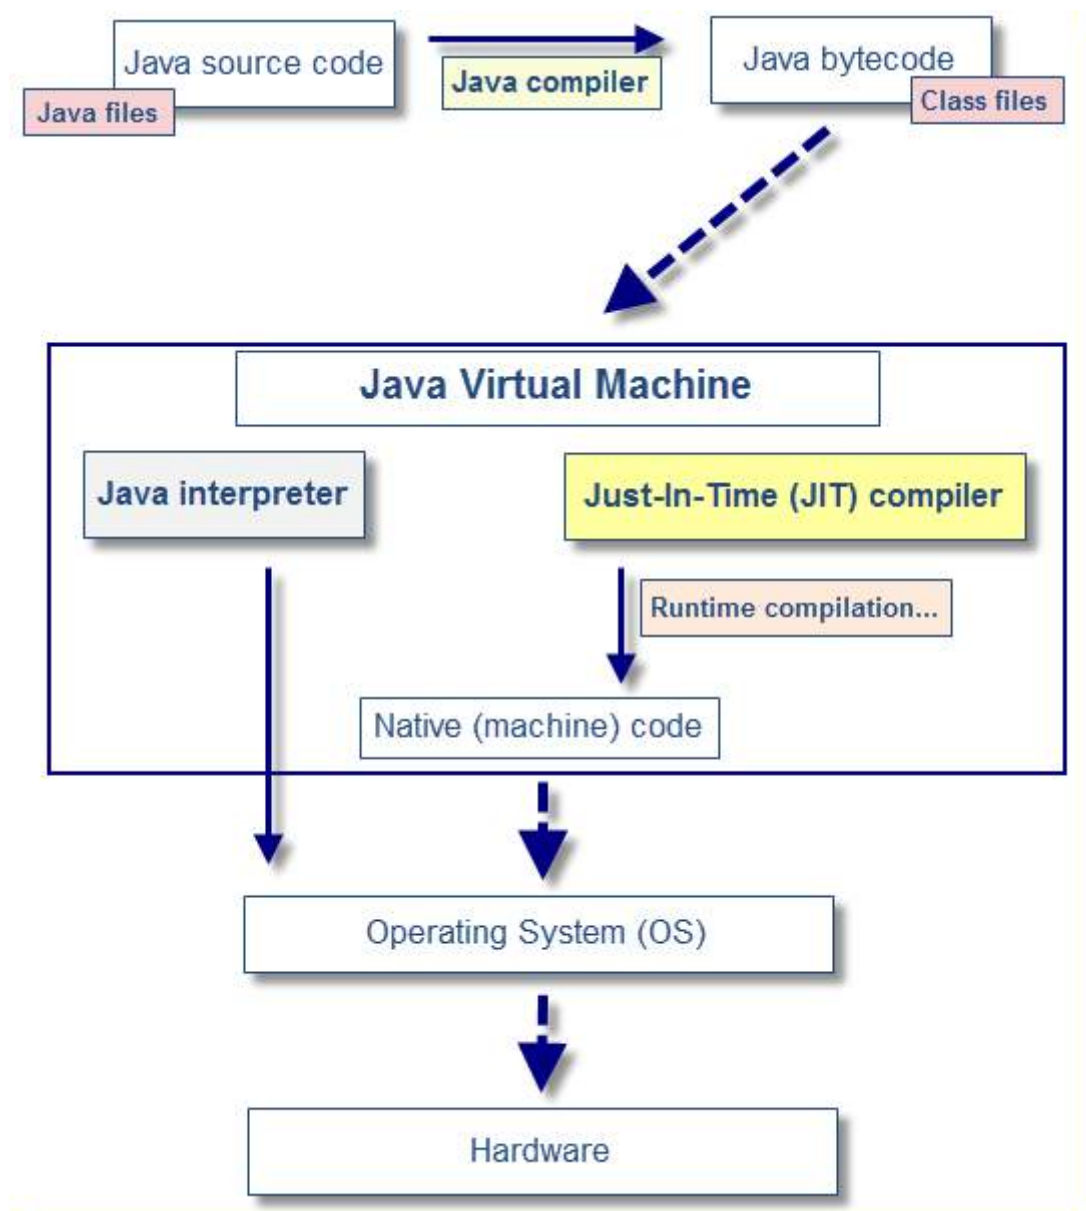 Java source code
Java files
Java compiler
Java bytecode
Class files
Java Virtual Machine
Java interpreter
Just-In-Time (JIT) compiler
Runtime compilation...
Native (machine) code
Operating System (OS)
Hardware